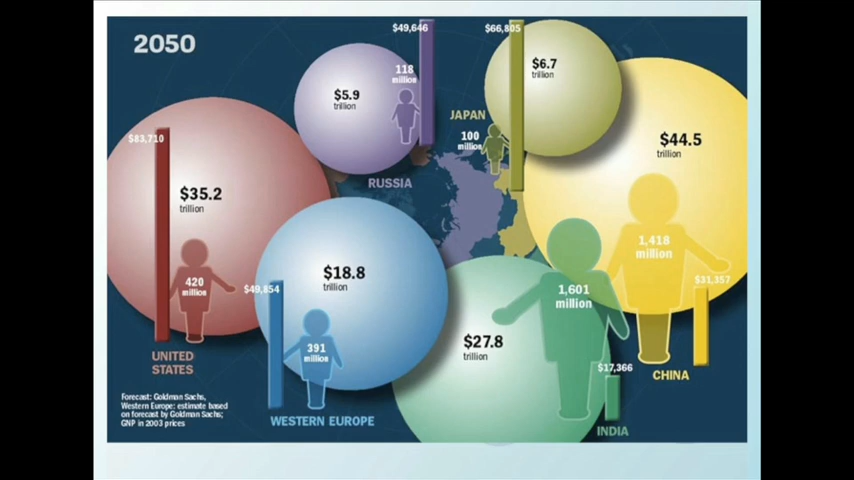 2050
$49,646
$66,805
118
million
$5.9
trillion
$6.7
trillion
JAPAN
100
million
RUSSIA
$83,710
$35.2
trillion
420
million
UNITED
STATES
$44.5
trillion
1,418
million
$31,357
CHINA
$18.8
trillion
$49,854
391
million
WESTERN EUROPE
1,601
million
$27.8
trillion
$17,366
INDIA
Forecast: Goldman Sachs,
Western Europe: estimate based
on forecast by Goldman Sachs;
GNP in 2003 prices